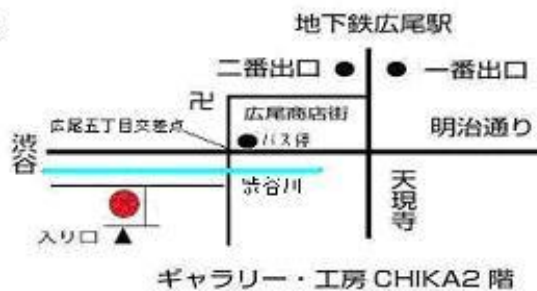 地下鉄広尾駅
二番出口
一番出口
卍
広尾商店街
広尾五丁目交差点
バス停
明治通り
渋谷
渋谷川
天現寺
入り口
ギャラリー・工房 CHIKA2 階